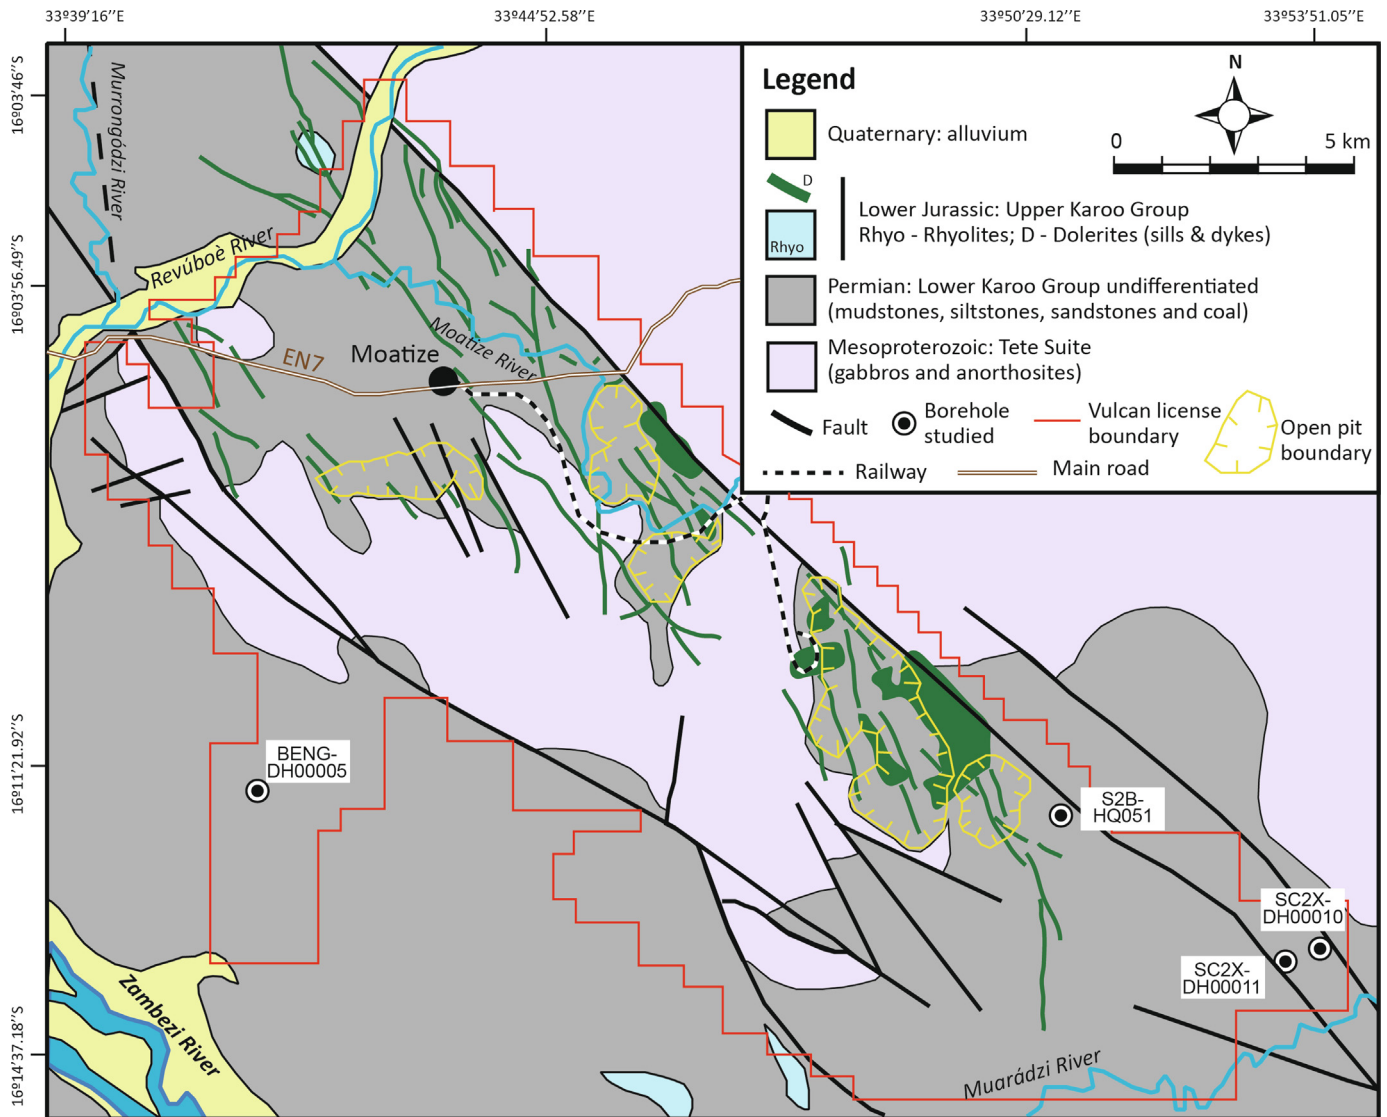 33º39'16''E
33º44'52.58''E
33º50'29.12''E
33º53'51.05''E
16º03'46''S
16º03'56.49''S
16º11'21.92''S
16º14'37.18''S
Murrongódzi River
Revúboè River
EN7
Moatize
Moatize River
BENG-
DH00005
S2B-
HQ051
SC2X-
DH00010
SC2X-
DH00011
Zambezi River
Muarádzi River
Legend
N
0
5 km
Quaternary: alluvium
D
Rhyo
Lower Jurassic: Upper Karoo Group
Rhyo - Rhyolites; D - Dolerites (sills & dykes)
Permian: Lower Karoo Group undifferentiated
(mudstones, siltstones, sandstones and coal)
Mesoproterozoic: Tete Suite
(gabbros and anorthosites)
Fault
Borehole
studied
Vulcan license
boundary
Open pit
boundary
Railway
Main road